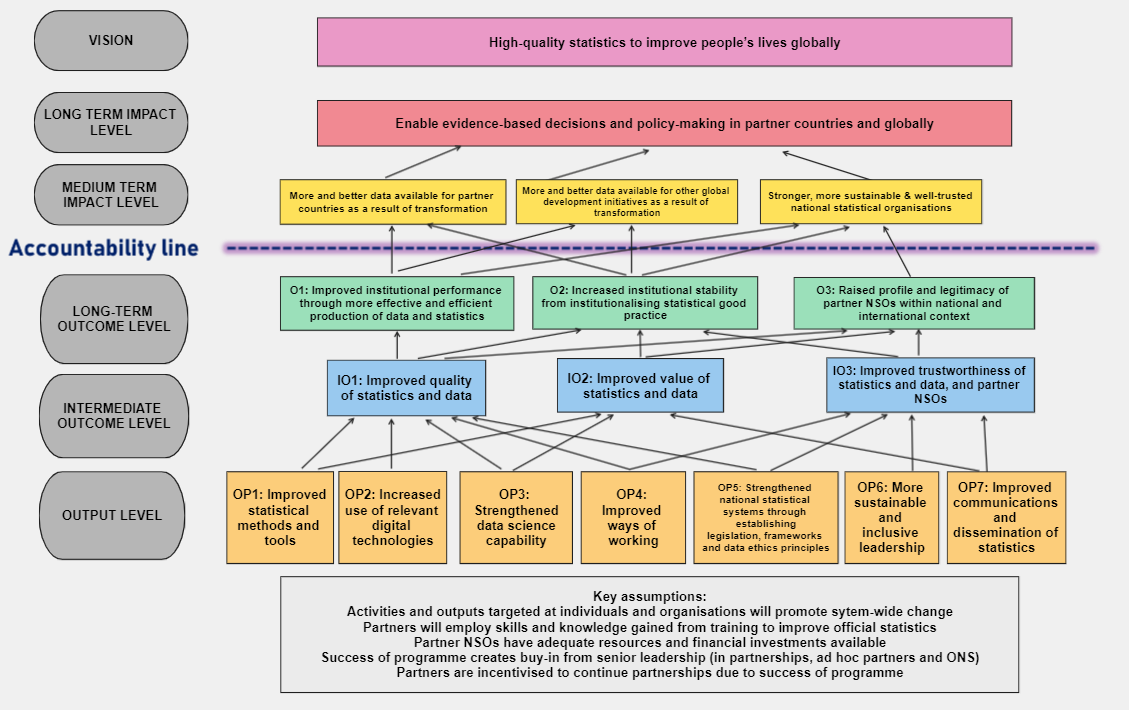 VISION
High-quality statistics to improve people's lives globally
LONG TERM IMPACT
LEVEL
Enable evidence-based decisions and policy-making in partner countries and globally
MEDIUM TERM
IMPACT LEVEL
More and better data available for partner
countries as a result of transformation
More and better data available for other global
development initiatives as a result of
transformation
Stronger, more sustainable & well-trusted
national statistical organisations
Accountability line
LONG-TERM
OUTCOME LEVEL
O1: Improved institutional performance
through more effective and efficient
production of data and statistics
O2: Increased institutional stability
from institutionalising statistical good
practice
O3: Raised profile and legitimacy of
partner NSOs within national and
international context
INTERMEDIATE
OUTCOME LEVEL
IO1: Improved quality
of statistics and data
IO2: Improved value of
statistics and data
IO3: Improved trustworthiness of
statistics and data, and partner
NSOs
OUTPUT LEVEL
OP1: Improved
statistical
methods and
tools
OP2: Increased
use of relevant
digital
technologies
OP3:
Strengthened
data science
capability
OP4:
Improved
ways of
working
OP5: Strengthened
national statistical
systems through
establishing
legislation, frameworks
and data ethics principles
OP6: More
sustainable
and
inclusive
leadership
OP7: Improved
communications
and
dissemination of
statistics
Key assumptions:
Activities and outputs targeted at individuals and organisations will promote sytem-wide change
Partners will employ skills and knowledge gained from training to improve official statistics
Partner NSOs have adequate resources and financial investments available
Success of programme creates buy-in from senior leadership (in partnerships, ad hoc partners and ONS)
Partners are incentivised to continue partnerships due to success of programme